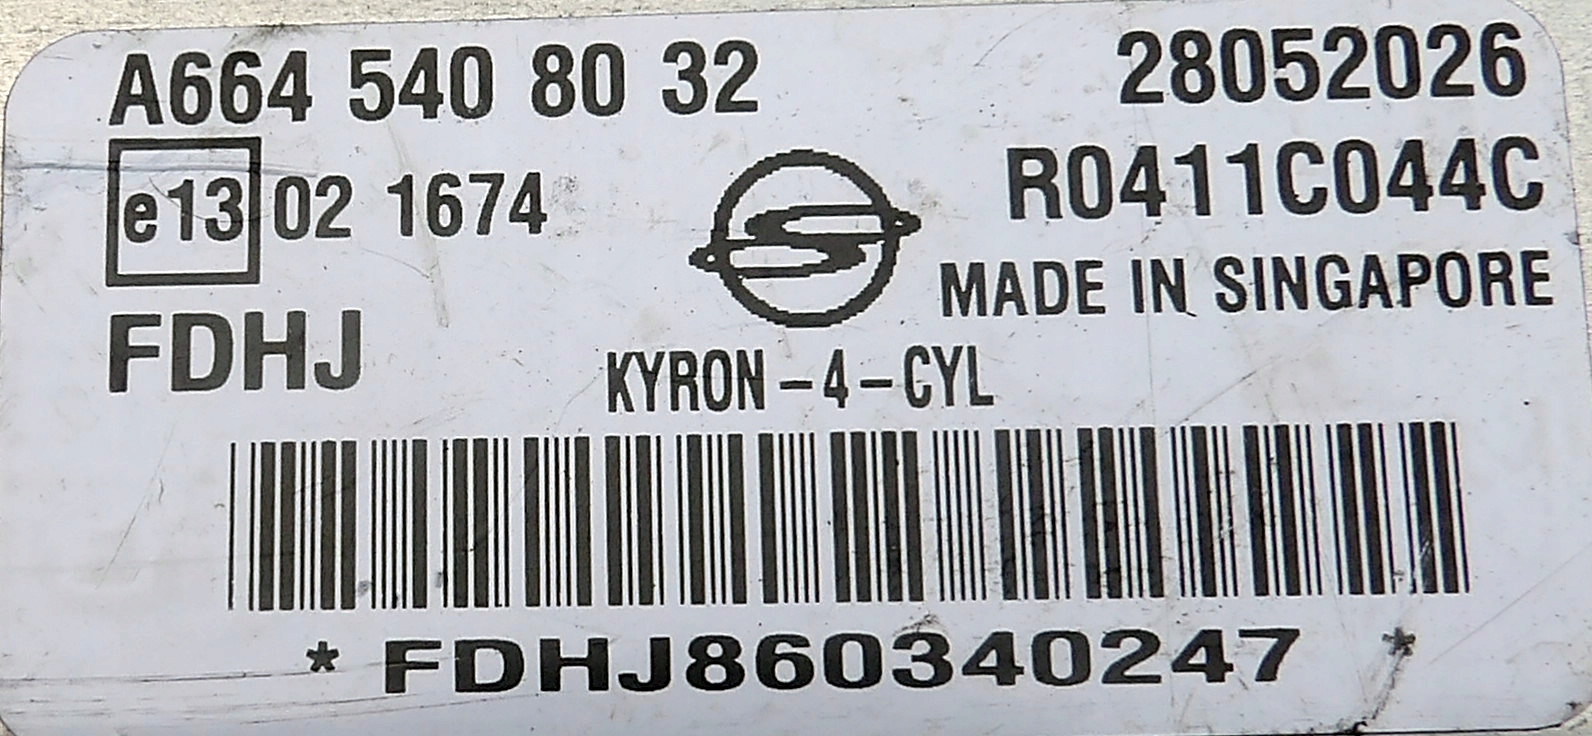 A664 540 80 32
28052026
e13 02 1674
R0411C044C
MADE IN SINGAPORE
FDHJ
KYRON-4-CYL
* FDHJ860340247 *